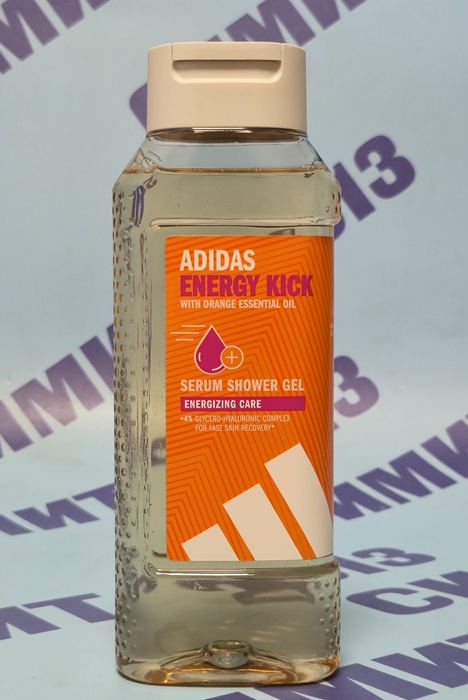 ADIDAS
ENERGY KICK
WITH ORANGE ESSENTIAL OIL
SERUM SHOWER GEL
ENERGIZING CARE
+4% GLYCERO-HYALURONIC COMPLEX
FOR FAST SKIN RECOVERY*